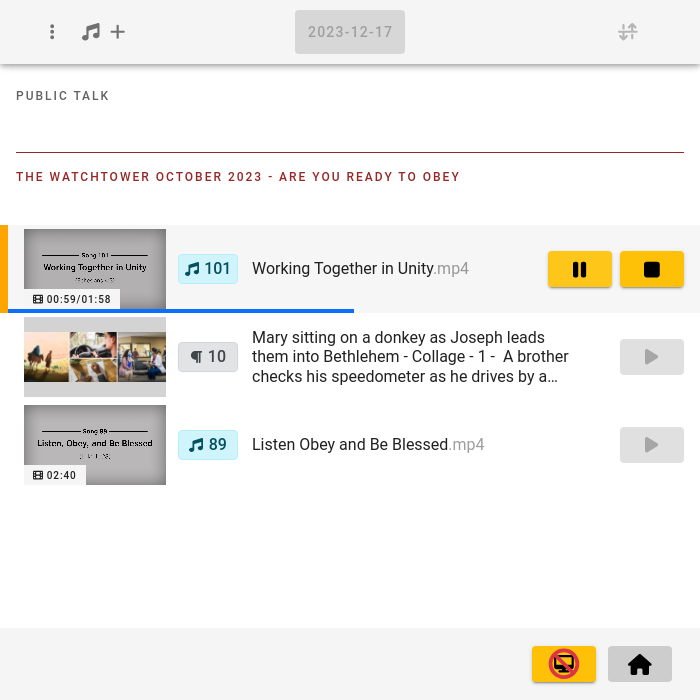 2023-12-17
PUBLIC TALK
THE WATCHTOWER OCTOBER 2023 - ARE YOU READY TO OBEY
Song 101
Working Together in Unity
00:59/01:58
101
Working Together in Unity.mp4
¶ 10
Mary sitting on a donkey as Joseph leads
them into Bethlehem - Collage - 1 - A brother
checks his speedometer as he drives by a…
Song 89
Listen, Obey, and Be Blessed
02:40
89
Listen Obey and Be Blessed.mp4